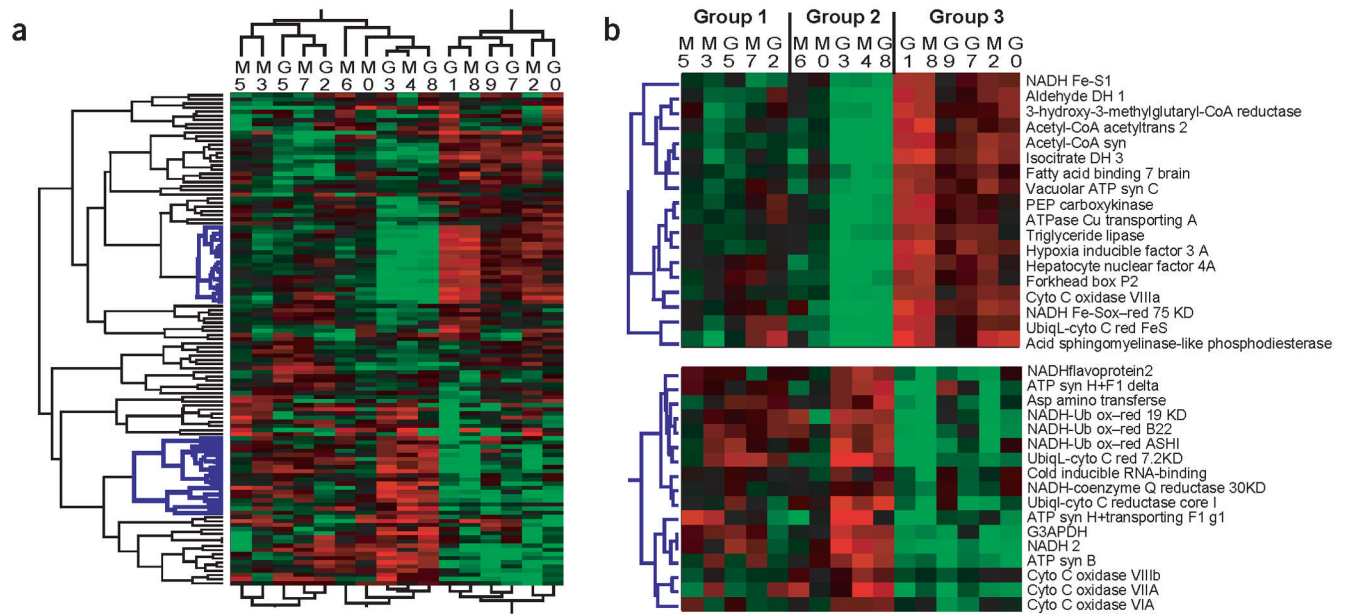 a
M M G M G M M G M G G M G G M G
5 3 5 7 2 6 0 3 4 8 1 8 9 7 2 0
b
Group 1 Group 2 Group 3
M M G M G M M G M G G M G G M G
5 3 5 7 2 6 0 3 4 8 1 8 9 7 2 0
NADH Fe-S1
Aldehyde DH 1
3-hydroxy-3-methylglutaryl-CoA reductase
Acetyl-CoA acetyltrans 2
Acetyl-CoA syn
Isocitrate DH 3
Fatty acid binding 7 brain
Vacuolar ATP syn C
PEP carboxykinase
ATPase Cu transporting A
Triglyceride lipase
Hypoxia inducible factor 3 A
Hepatocyte nuclear factor 4A
Forkhead box P2
Cyto C oxidase VIIIa
NADH Fe-Sox–red 75 KD
UbiqL-cyto C red FeS
Acid sphingomyelinase-like phosphodiesterase
NADHflavoprotein2
ATP syn H+F1 delta
Asp amino transferse
NADH-Ub ox–red 19 KD
NADH-Ub ox–red B22
NADH-Ub ox–red ASHI
UbiqL-cyto C red 7.2KD
Cold inducible RNA-binding
NADH-coenzyme Q reductase 30KD
Ubiql-cyto C reductase core I
ATP syn H+transporting F1 g1
G3APDH
NADH 2
ATP syn B
Cyto C oxidase VIIIb
Cyto C oxidase VIIA
Cyto C oxidase VIA